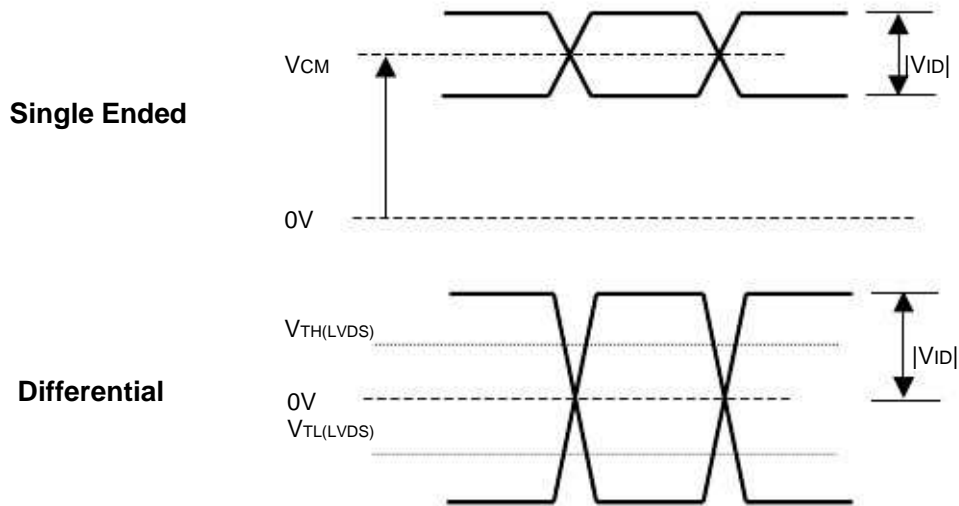 VCM
|VID|
Single Ended
0V
VTH(LVDS)
|VID|
Differential
0V
VTL(LVDS)